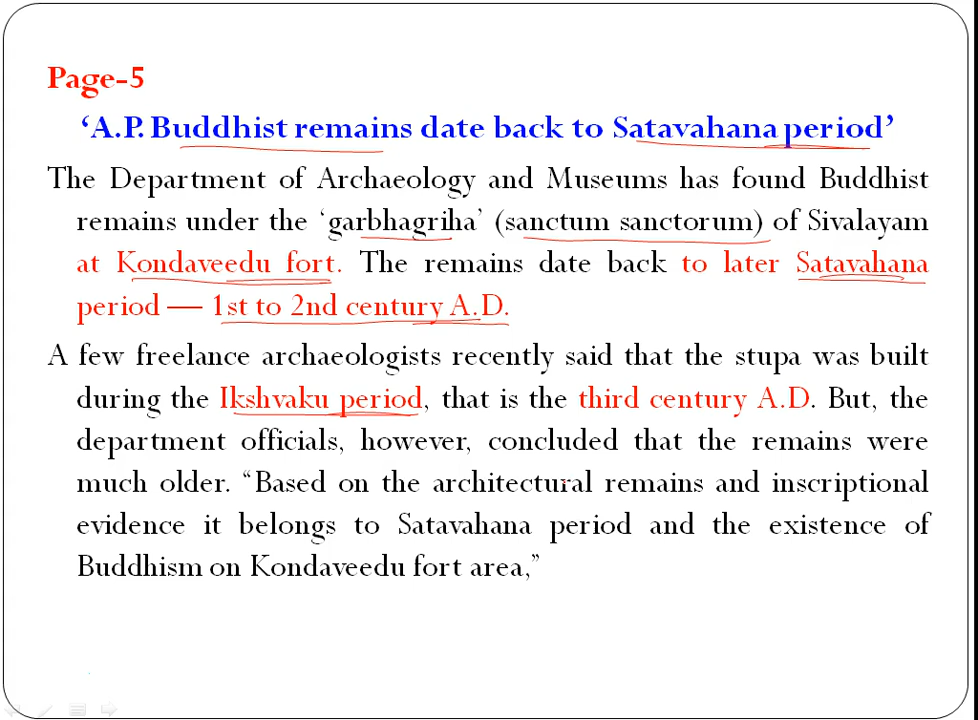 Page-5
‘A.P. Buddhist remains date back to Satavahana period’
The Department of Archaeology and Museums has found Buddhist
remains under the ‘garbhagriha’ (sanctum sanctorum) of Sivalayam
at Kondaveedu fort. The remains date back to later Satavahana
period — 1st to 2nd century A.D.
A few freelance archaeologists recently said that the stupa was built
during the Ikshvaku period, that is the third century A.D. But, the
department officials, however, concluded that the remains were
much older. “Based on the architectural remains and inscriptional
evidence it belongs to Satavahana period and the existence of
Buddhism on Kondaveedu fort area,”